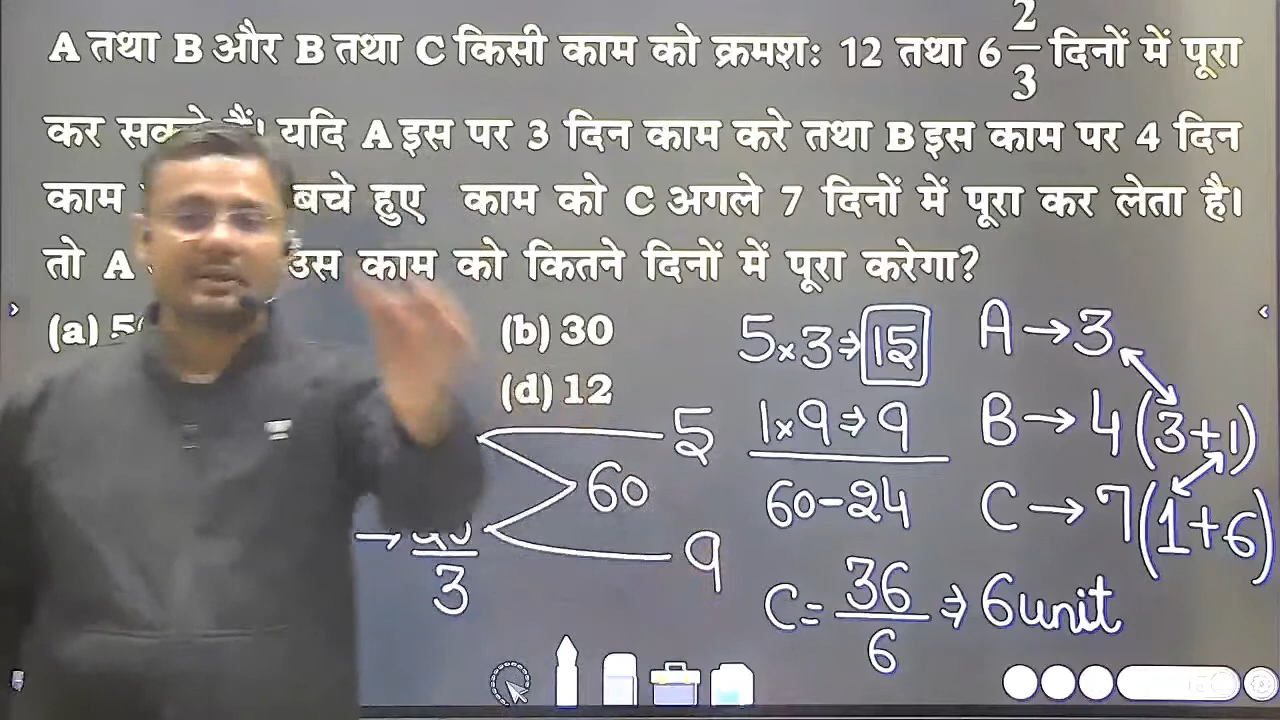 A तथा B और B तथा C किसी काम को क्रमश: 12 तथा 6 2/3 दिनों में पूरा
कर यदि A इस पर 3 दिन काम करे तथा B इस काम पर 4 दिन
काम बचे हुए काम को C अगले 7 दिनों में पूरा कर लेता है।
तो A उस काम को कितने दिनों में पूरा करेगा?
(a) (b) 30
(d) 12
5×3⇒15
1×9⇒9
60-24
C= 36/6 ⇒ 6 unit
A→3
B→4(3+1)
C→7(1+6)
5
60
9
→ 3